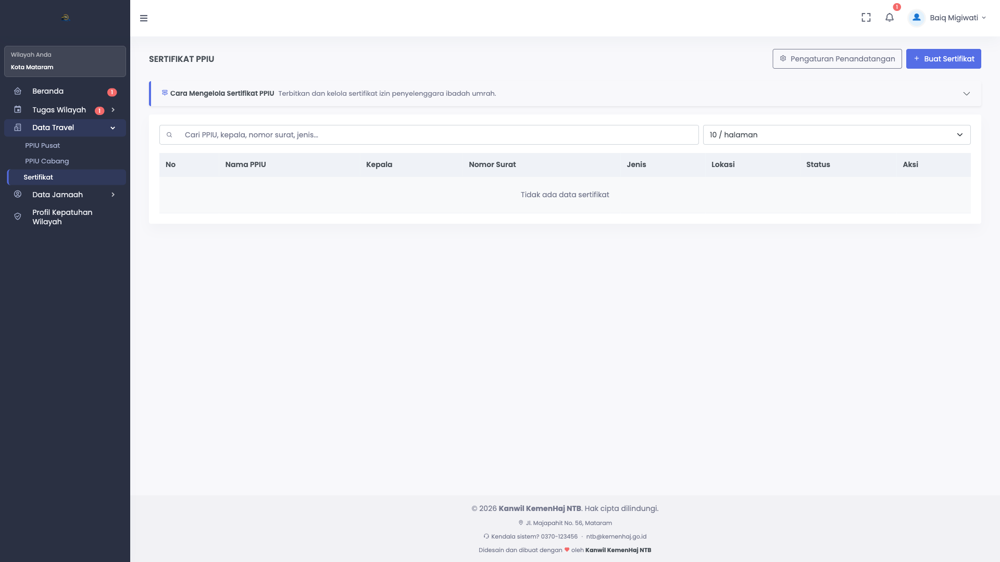 1
Baiq Migiwati
Wilayah Anda
Kota Mataram
Beranda 1
Tugas Wilayah 1
Data Travel
PPIU Pusat
PPIU Cabang
Sertifikat
Data Jamaah
Profil Kepatuhan
Wilayah
SERTIFIKAT PPIU
Pengaturan Penandatangan
+ Buat Sertifikat
Cara Mengelola Sertifikat PPIU Terbitkan dan kelola sertifikat izin penyelenggara ibadah umrah.
Cari PPIU, kepala, nomor surat, jenis...
10 / halaman
No Nama PPIU Kepala Nomor Surat Jenis Lokasi Status Aksi
Tidak ada data sertifikat
© 2026 Kanwil KemenHaj NTB. Hak cipta dilindungi.
Jl. Majapahit No. 56, Mataram
Kendala sistem? 0370-123456 · ntb@kemenhaj.go.id
Didesain dan dibuat dengan ♥ oleh Kanwil KemenHaj NTB